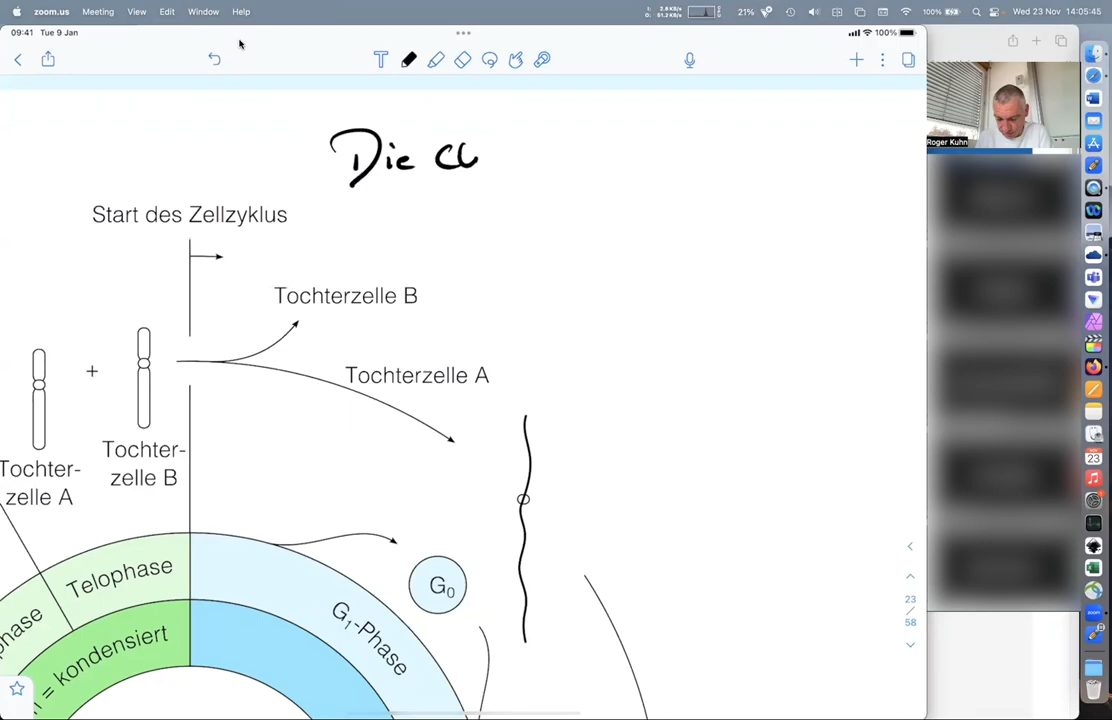 zoom.us Meeting View Edit Window Help
21% 100% Wed 23 Nov 14:05:45
09:41 Tue 9 Jan
100%
Roger Kuhn
Die
Start des Zellzyklus
Tochterzelle B
Tochterzelle A
+
Tochter-
zelle A
Tochter-
zelle B
Telophase
phase
= kondensiert
G₀
G₁-Phase
23
/
58